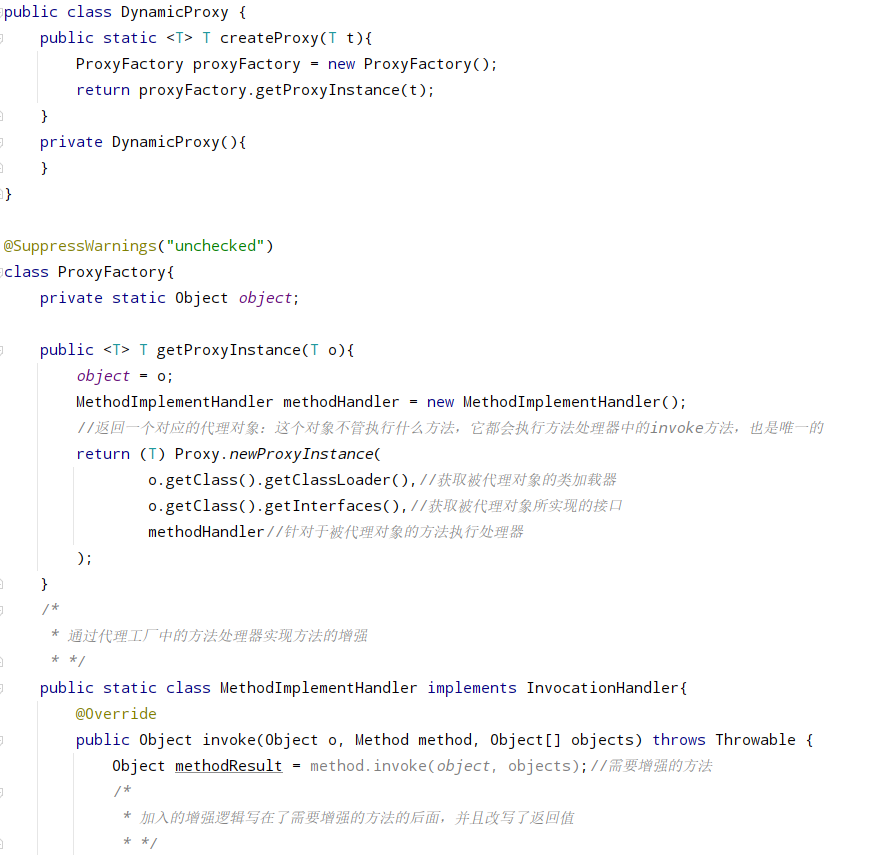 public class DynamicProxy {
    public static <T> T createProxy(T t){
        ProxyFactory proxyFactory = new ProxyFactory();
        return proxyFactory.getProxyInstance(t);
    }
    private DynamicProxy(){
    }
}
@SuppressWarnings("unchecked")
class ProxyFactory{
    private static Object object;
    public <T> T getProxyInstance(T o){
        object = o;
        MethodImplementHandler methodHandler = new MethodImplementHandler();
        //返回一个对应的代理对象：这个对象不管执行什么方法，它都会执行方法处理器中的invoke方法，也是唯一的
        return (T) Proxy.newProxyInstance(
                o.getClass().getClassLoader(),//获取被代理对象的类加载器
                o.getClass().getInterfaces(),//获取被代理对象所实现的接口
                methodHandler//针对于被代理对象的方法执行处理器
        );
    }
    /*
     * 通过代理工厂中的方法处理器实现方法的增强
     * */
    public static class MethodImplementHandler implements InvocationHandler{
        @Override
        public Object invoke(Object o, Method method, Object[] objects) throws Throwable {
            Object methodResult = method.invoke(object, objects);//需要增强的方法
            /*
             * 加入的增强逻辑写在了需要增强的方法的后面，并且改写了返回值
             * */